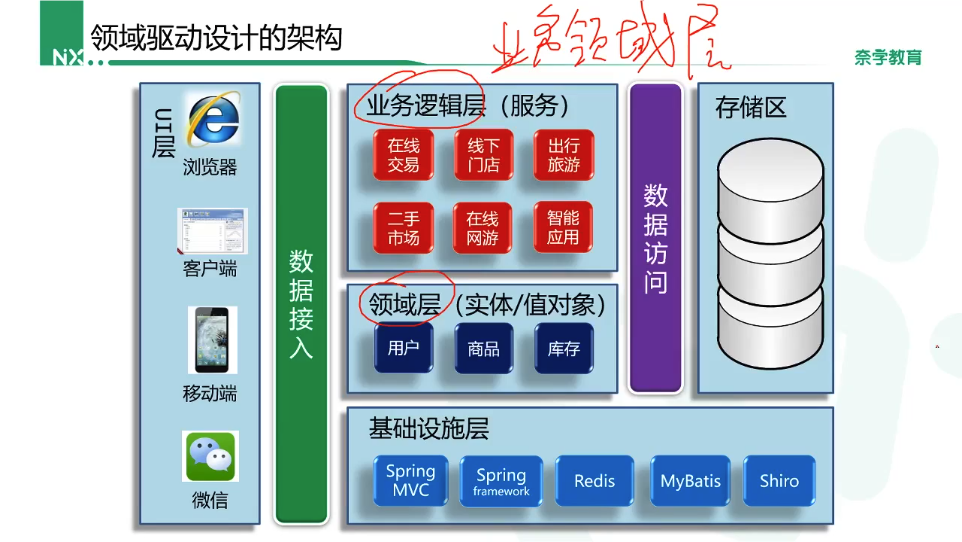 NX
领域驱动设计的架构
业务领域层
奈学教育
UI层
浏览器
客户端
移动端
微信
数据接入
业务逻辑层（服务）
在线
交易
线下
门店
出行
旅游
二手
市场
在线
网游
智能
应用
领域层（实体/值对象）
用户
商品
库存
数据访问
存储区
基础设施层
Spring
MVC
Spring
framework
Redis
MyBatis
Shiro